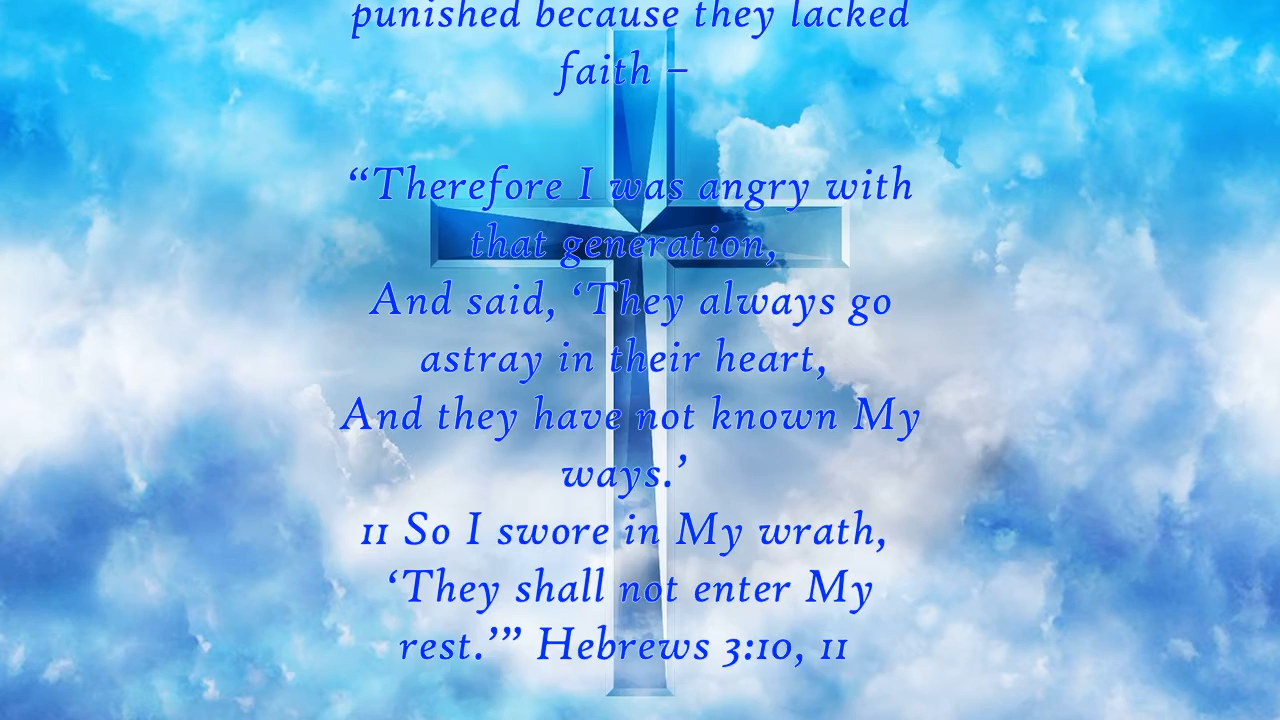 punished because they lacked
faith –
“Therefore I was angry with
that generation,
And said, ‘They always go
astray in their heart,
And they have not known My
ways.’
11 So I swore in My wrath,
‘They shall not enter My
rest.’” Hebrews 3:10, 11